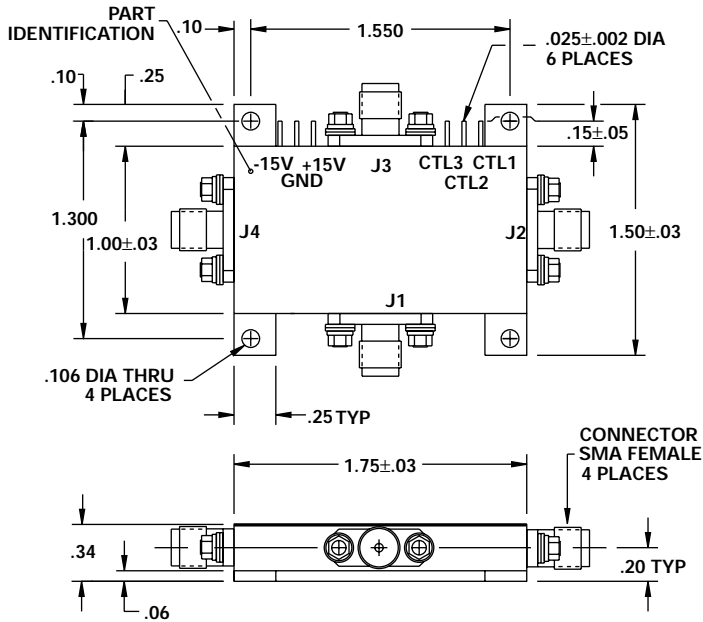 PART
IDENTIFICATION
.10
1.550
.025±.002 DIA
6 PLACES
.10
.25
.15±.05
-15V +15V
GND
J3
CTL3 CTL1
CTL2
1.300
1.00±.03
J4
J2
1.50±.03
J1
.106 DIA THRU
4 PLACES
.25 TYP
CONNECTOR
SMA FEMALE
4 PLACES
1.75±.03
.34
.20 TYP
.06